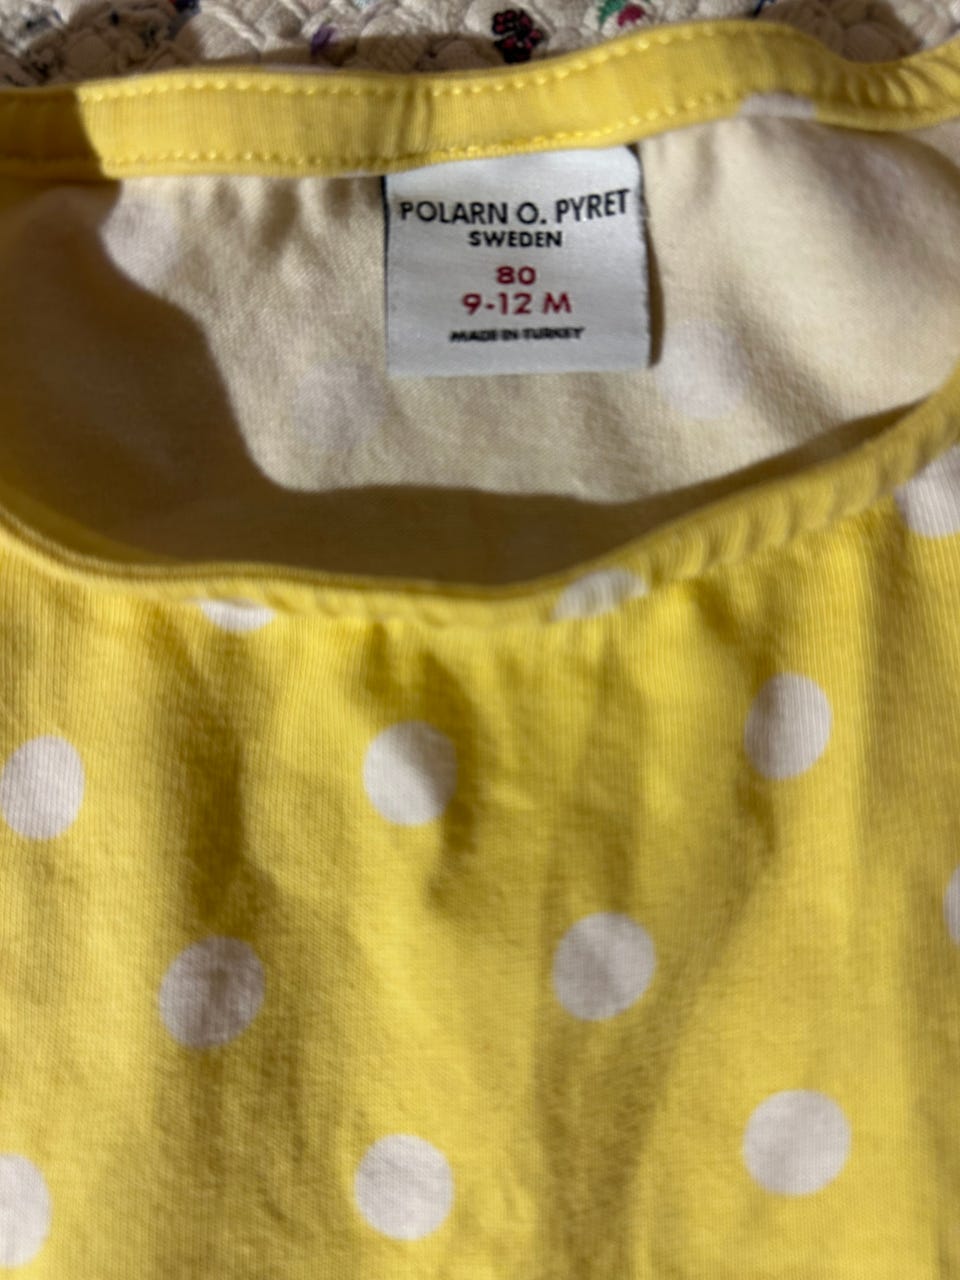 POLARN O. PYRET
SWEDEN
80
9-12 M
MADE IN TURKEY